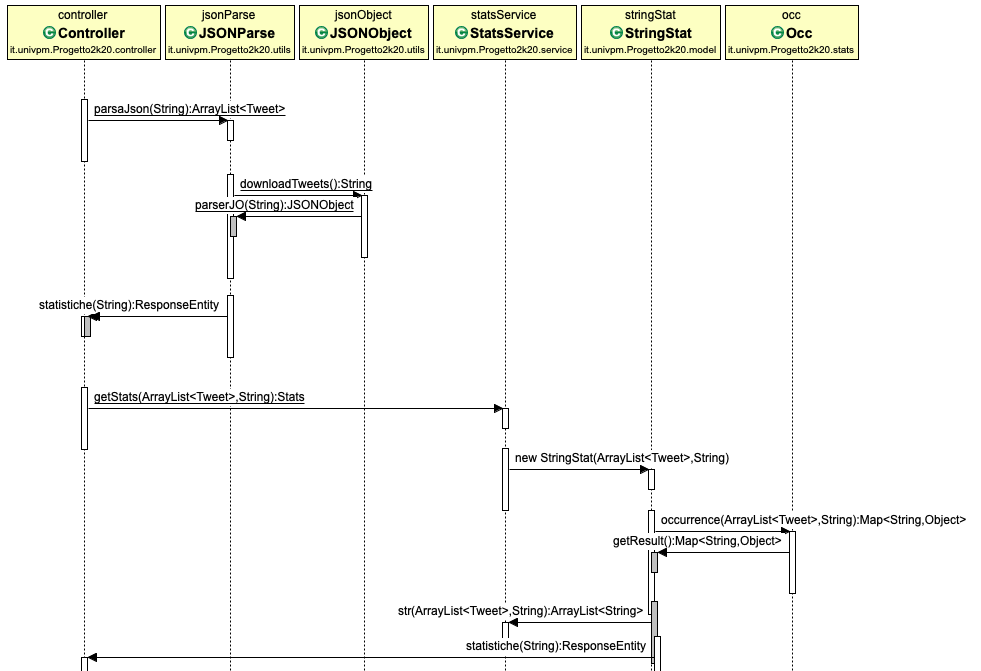 controller jsonParse jsonObject statsService stringStat occ
C Controller C JSONParse C JSONObject C StatsService C StringStat C Occ
it.univpm.Progetto2k20.controller it.univpm.Progetto2k20.utils it.univpm.Progetto2k20.utils it.univpm.Progetto2k20.service it.univpm.Progetto2k20.model it.univpm.Progetto2k20.stats
parsaJson(String):ArrayList<Tweet>
downloadTweets():String
parserJO(String):JSONObject
statistiche(String):ResponseEntity
getStats(ArrayList<Tweet>,String):Stats
new StringStat(ArrayList<Tweet>,String)
occurrence(ArrayList<Tweet>,String):Map<String,Object>
getResult():Map<String,Object>
str(ArrayList<Tweet>,String):ArrayList<String>
statistiche(String):ResponseEntity